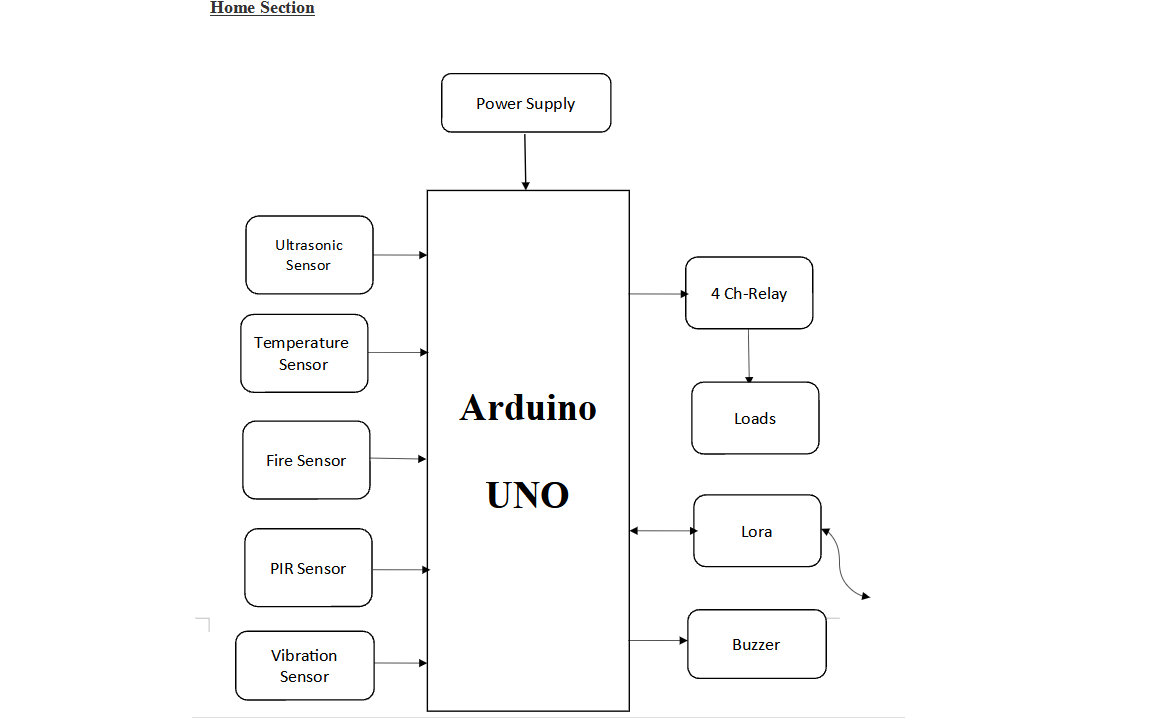 Home Section
Power Supply
Ultrasonic
Sensor
Temperature
Sensor
Fire Sensor
PIR Sensor
Vibration
Sensor
Arduino
UNO
4 Ch-Relay
Loads
Lora
Buzzer